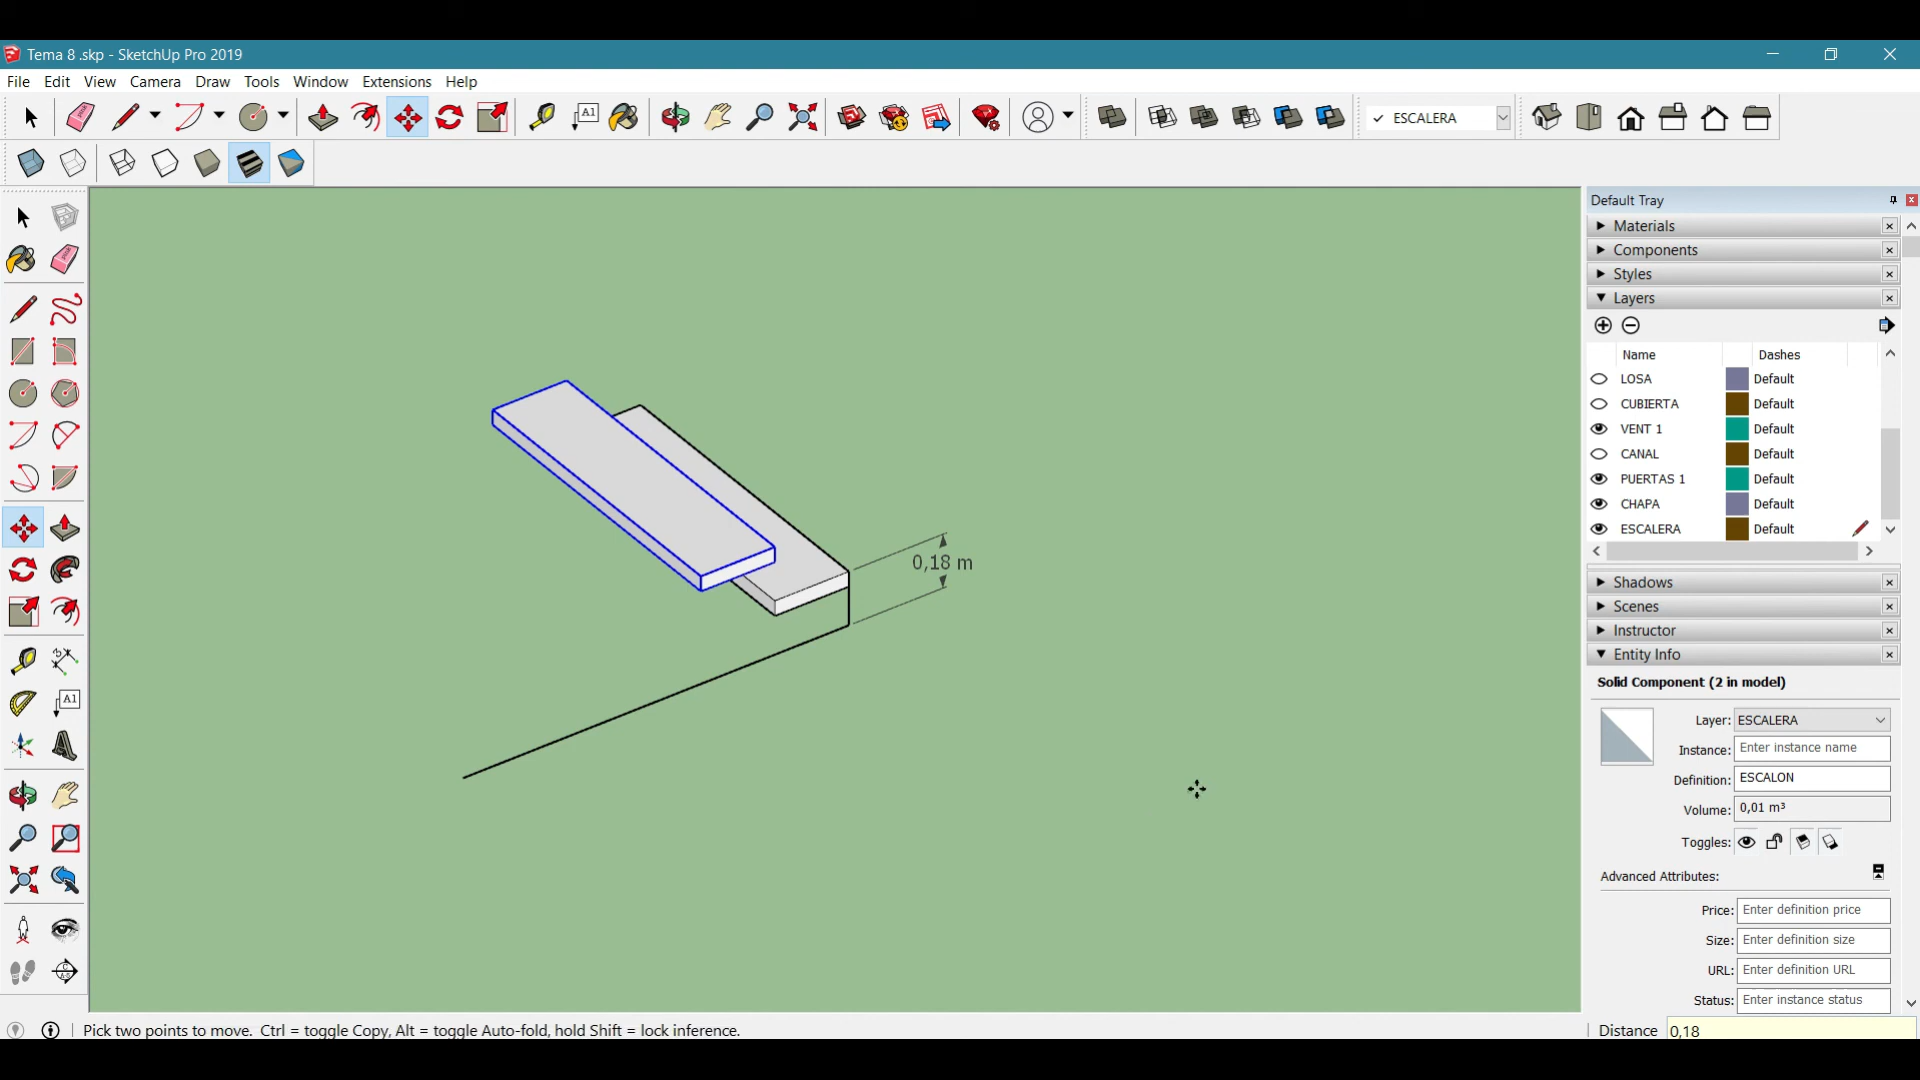 Tema 8 .skp - SketchUp Pro 2019
File Edit View Camera Draw Tools Window Extensions Help
A1
✓ ESCALERA
Default Tray
Materials
Components
Styles
Layers
Name Dashes
LOSA Default
CUBIERTA Default
VENT 1 Default
CANAL Default
PUERTAS 1 Default
CHAPA Default
ESCALERA Default
0,18 m
Shadows
Scenes
Instructor
Entity Info
Solid Component (2 in model)
Layer: ESCALERA
Instance: Enter instance name
Definition: ESCALON
Volume: 0,01 m³
Toggles:
Advanced Attributes:
Price: Enter definition price
Size: Enter definition size
URL: Enter definition URL
Status: Enter instance status
A1
Pick two points to move. Ctrl = toggle Copy, Alt = toggle Auto-fold, hold Shift = lock inference.
Distance 0,18